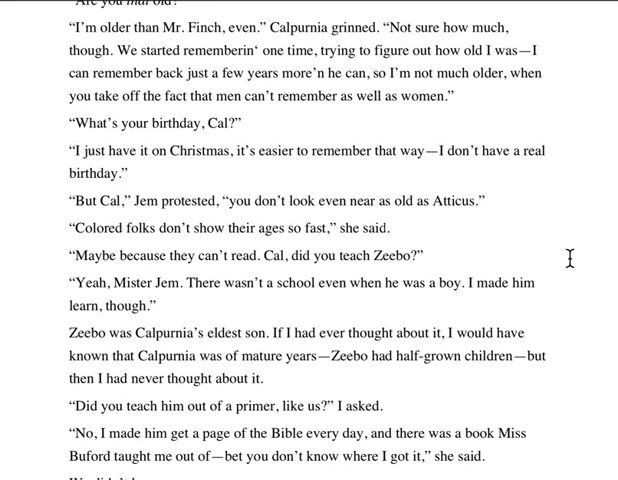 “Are you that old?”
“I’m older than Mr. Finch, even.” Calpurnia grinned. “Not sure how much,
though. We started rememberin‘ one time, trying to figure out how old I was—I
can remember back just a few years more’n he can, so I’m not much older, when
you take off the fact that men can’t remember as well as women.”
“What’s your birthday, Cal?”
“I just have it on Christmas, it’s easier to remember that way—I don’t have a real
birthday.”
“But Cal,” Jem protested, “you don’t look even near as old as Atticus.”
“Colored folks don’t show their ages so fast,” she said.
“Maybe because they can’t read. Cal, did you teach Zeebo?”
“Yeah, Mister Jem. There wasn’t a school even when he was a boy. I made him
learn, though.”
Zeebo was Calpurnia’s eldest son. If I had ever thought about it, I would have
known that Calpurnia was of mature years—Zeebo had half-grown children—but
then I had never thought about it.
“Did you teach him out of a primer, like us?” I asked.
“No, I made him get a page of the Bible every day, and there was a book Miss
Buford taught me out of—bet you don’t know where I got it,” she said.